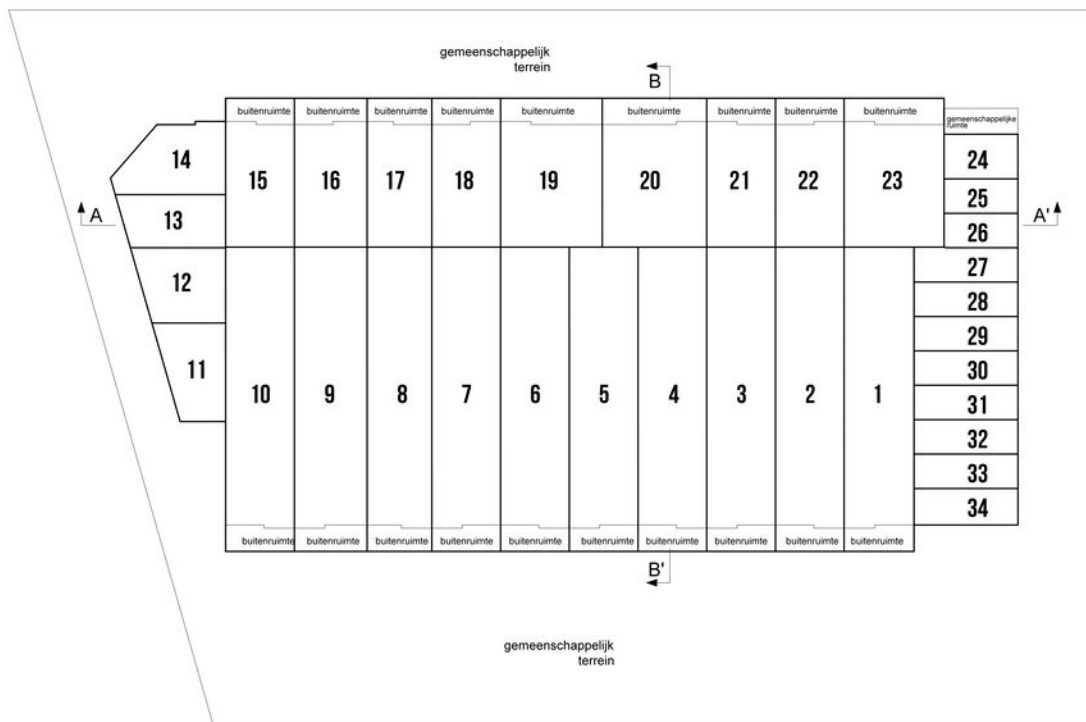 gemeenschappelijk
terrein
B
buitenruimte buitenruimte buitenruimte buitenruimte buitenruimte buitenruimte buitenruimte buitenruimte buitenruimte
gemeenschappelijke
ruimte
14 15 16 17 18 19 20 21 22 23 24
25
A 13 26 A'
12 27
28
29
11 10 9 8 7 6 5 4 3 2 1 30
31
32
33
34
buitenruimte buitenruimte buitenruimte buitenruimte buitenruimte buitenruimte buitenruimte buitenruimte buitenruimte buitenruimte
B'
gemeenschappelijk
terrein